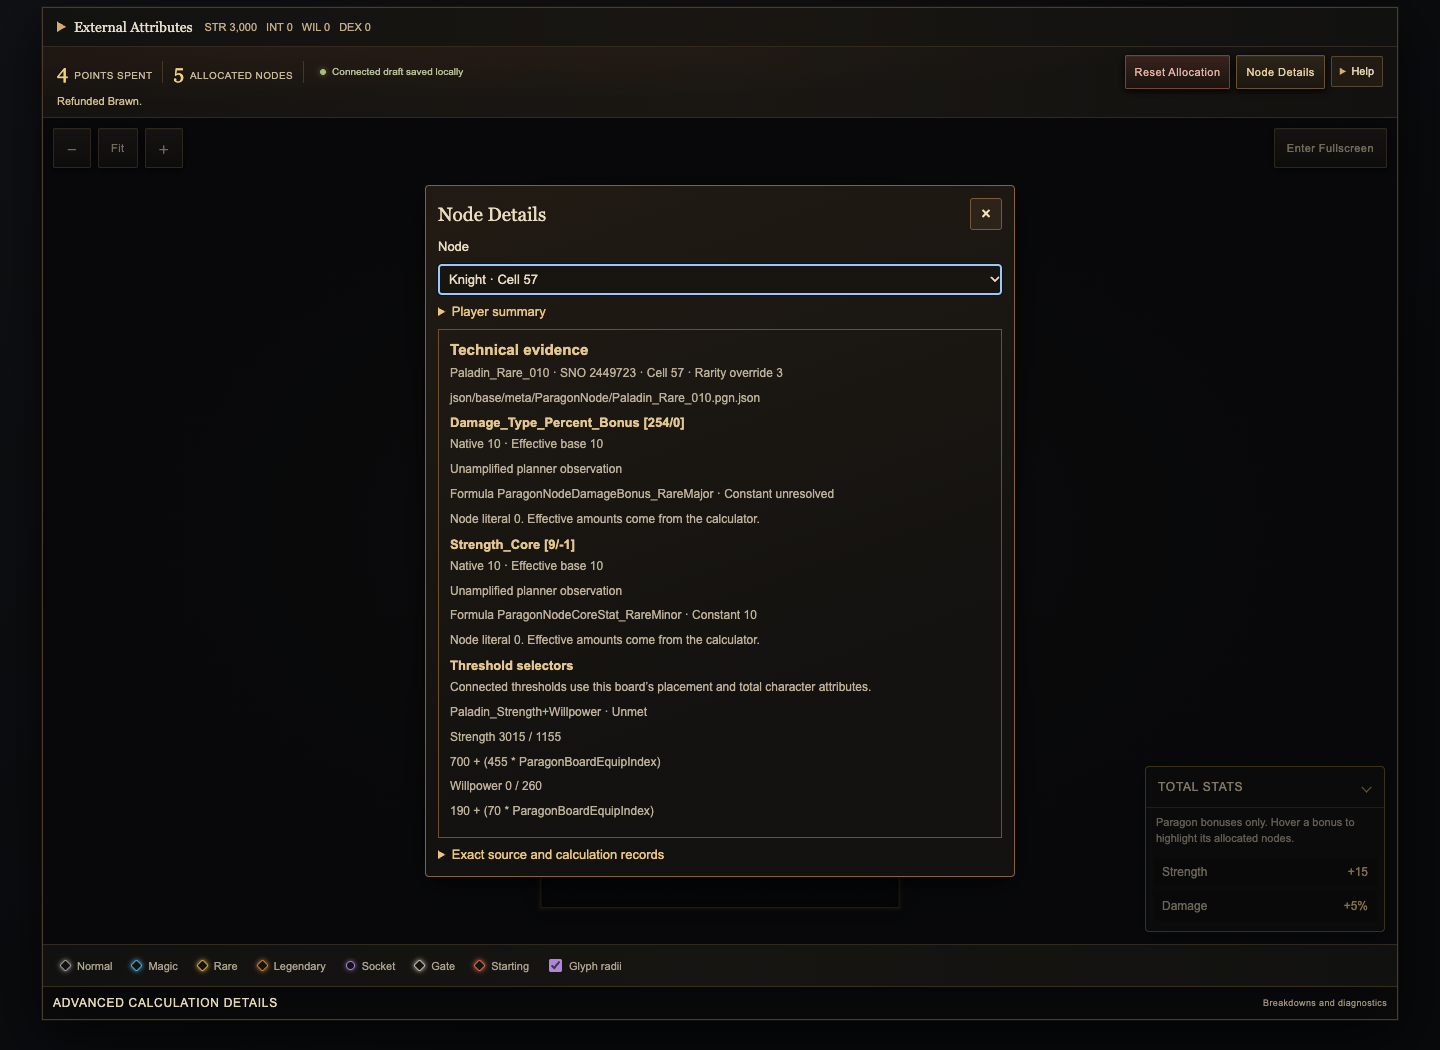 External Attributes STR 3,000 INT 0 WIL 0 DEX 0
4 POINTS SPENT 5 ALLOCATED NODES Connected draft saved locally
Reset Allocation Node Details Help
Refunded Brawn.
− Fit + Enter Fullscreen
Node Details ×
Node
Knight · Cell 57
Player summary
Technical evidence
Paladin_Rare_010 · SNO 2449723 · Cell 57 · Rarity override 3
json/base/meta/ParagonNode/Paladin_Rare_010.pgn.json
Damage_Type_Percent_Bonus [254/0]
Native 10 · Effective base 10
Unamplified planner observation
Formula ParagonNodeDamageBonus_RareMajor · Constant unresolved
Node literal 0. Effective amounts come from the calculator.
Strength_Core [9/-1]
Native 10 · Effective base 10
Unamplified planner observation
Formula ParagonNodeCoreStat_RareMinor · Constant 10
Node literal 0. Effective amounts come from the calculator.
Threshold selectors
Connected thresholds use this board's placement and total character attributes.
Paladin_Strength+Willpower · Unmet
Strength 3015 / 1155
700 + (455 * ParagonBoardEquipIndex)
Willpower 0 / 260
190 + (70 * ParagonBoardEquipIndex)
Exact source and calculation records
TOTAL STATS
Paragon bonuses only. Hover a bonus to
highlight its allocated nodes.
Strength +15
Damage +5%
Normal Magic Rare Legendary Socket Gate Starting Glyph radii
ADVANCED CALCULATION DETAILS Breakdowns and diagnostics